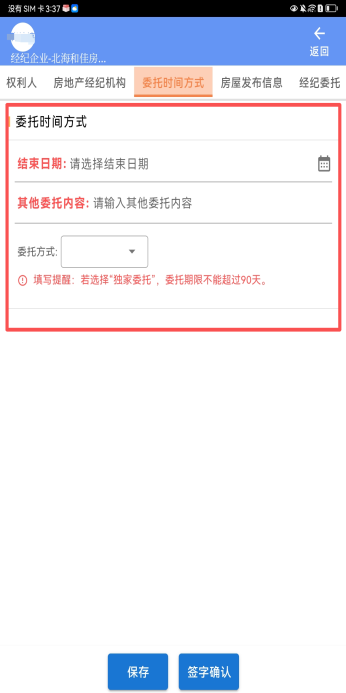 没有 SIM 卡 3:37
经纪企业-北海和佳房...
返回
权利人 房地产经纪机构 委托时间方式 房屋发布信息 经纪委托
委托时间方式
结束日期: 请选择结束日期
其他委托内容: 请输入其他委托内容
委托方式:
填写提醒：若选择“独家委托”，委托期限不能超过90天。
保存 签字确认